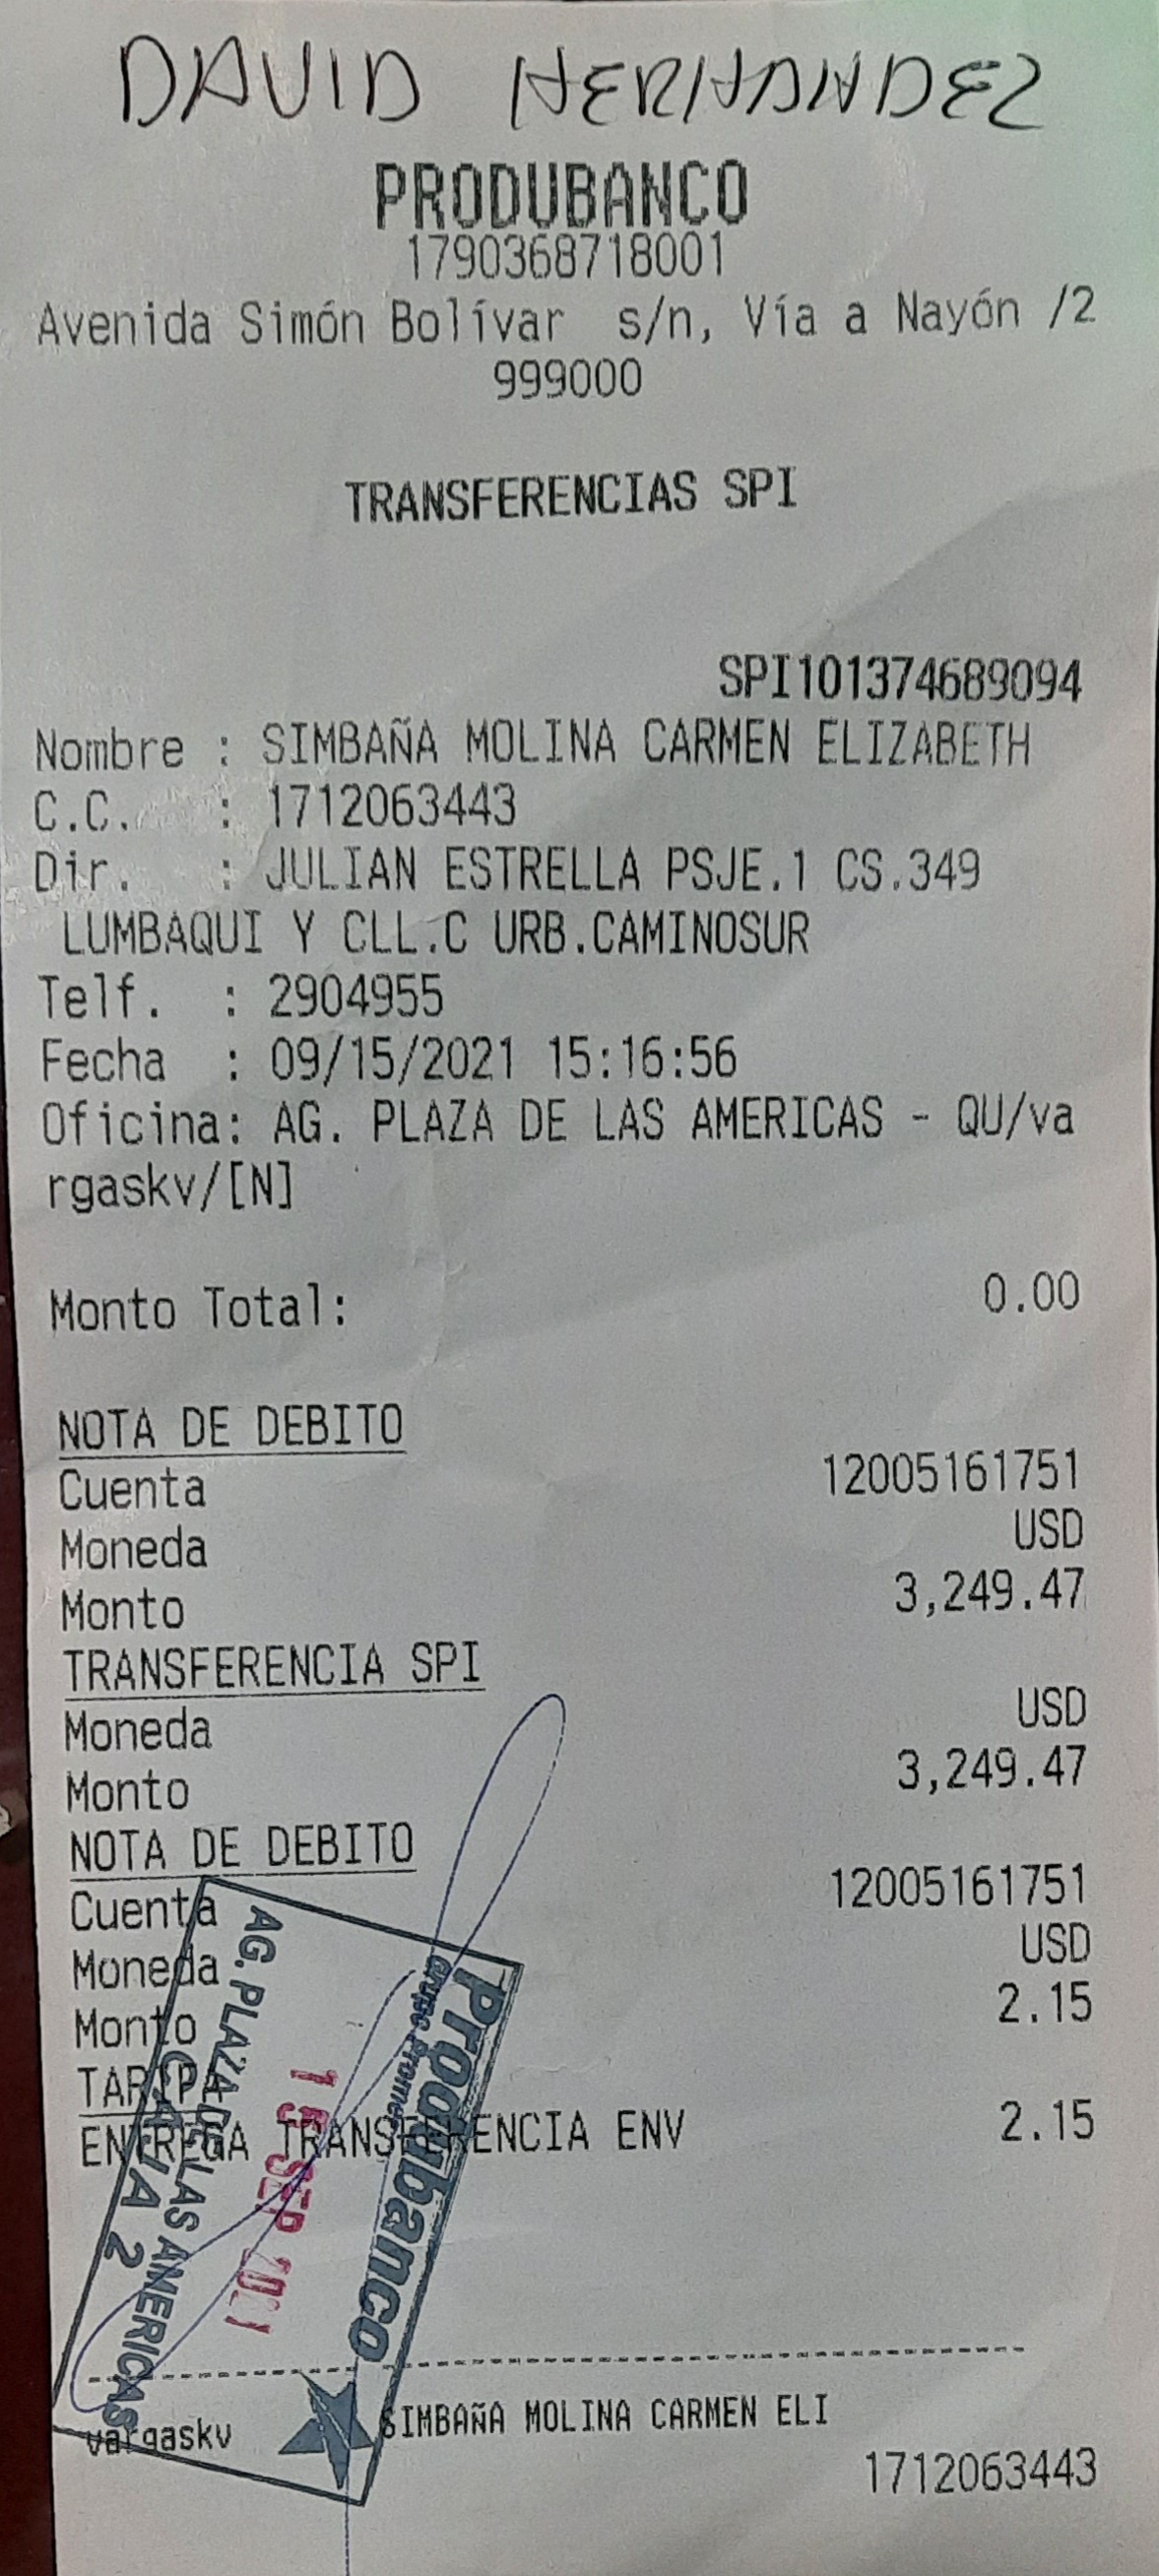 DAVID HERNANDEZ
PRODUBANCO
1790368718001
Avenida Simón Bolívar s/n, Vía a Nayón /2
999000
TRANSFERENCIAS SPI
SPI101374689094
Nombre : SIMBAÑA MOLINA CARMEN ELIZABETH
C.C. : 1712063443
Dir. : JULIAN ESTRELLA PSJE.1 CS.349
LUMBAQUI Y CLL.C URB.CAMINOSUR
Telf. : 2904955
Fecha : 09/15/2021 15:16:56
Oficina: AG. PLAZA DE LAS AMERICAS - QU/va
rgaskv/[N]
Monto Total: 0.00
NOTA DE DEBITO
Cuenta 12005161751
Moneda USD
Monto 3,249.47
TRANSFERENCIA SPI
Moneda USD
Monto 3,249.47
NOTA DE DEBITO
Cuenta 12005161751
Moneda USD
Monto 2.15
TARIFA
ENTREGA TRANSFERENCIA ENV 2.15
Produbanco
Grupo
15 SEP
AG. PLAZA DE LAS AMERICAS
CAJA 2
vargaskv SIMBAÑA MOLINA CARMEN ELI
1712063443